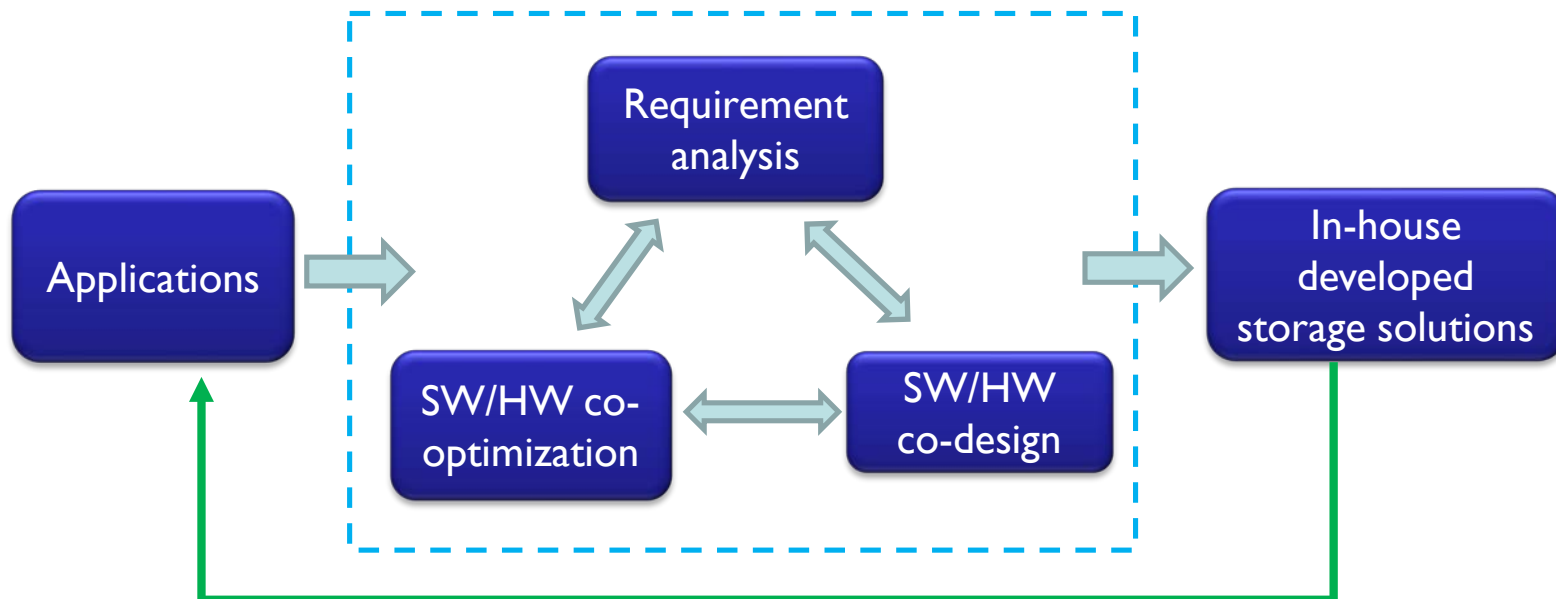 Requirement
analysis
Applications
In-house
developed
storage solutions
SW/HW co-
optimization
SW/HW
co-design